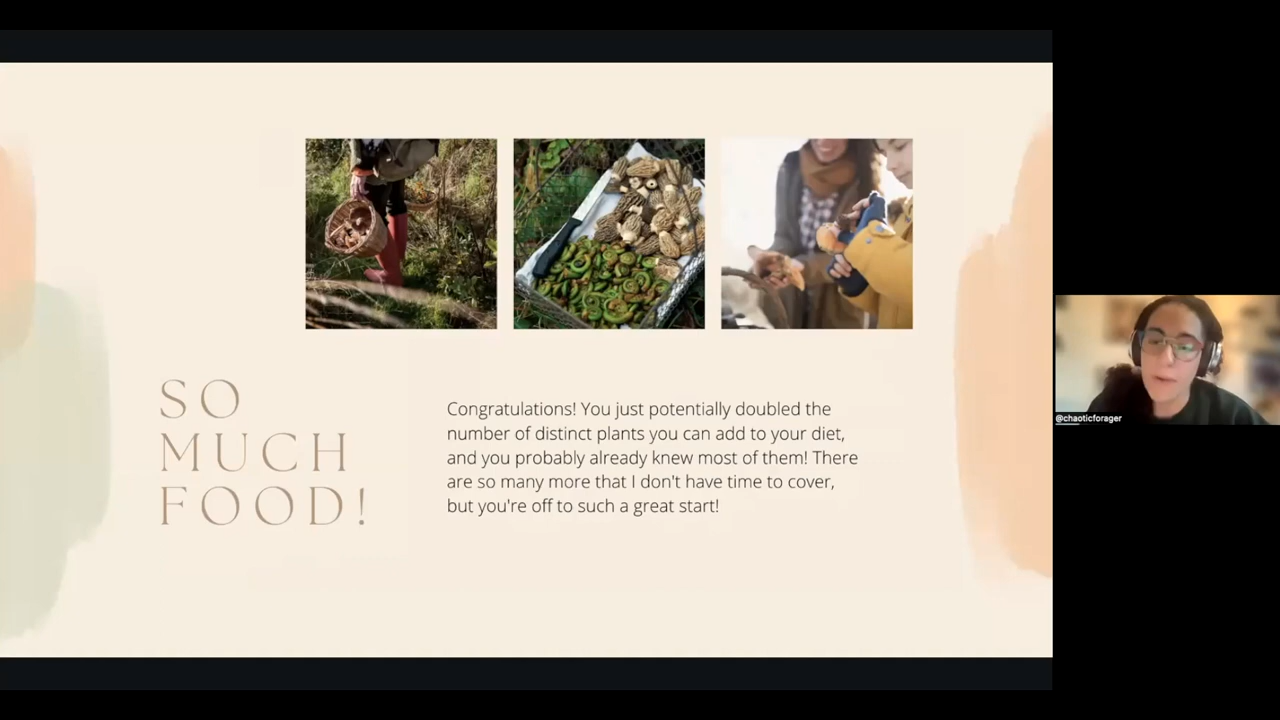 SO
MUCH
FOOD!
Congratulations! You just potentially doubled the
number of distinct plants you can add to your diet,
and you probably already knew most of them! There
are so many more that I don't have time to cover,
but you're off to such a great start!
@chaoticforager